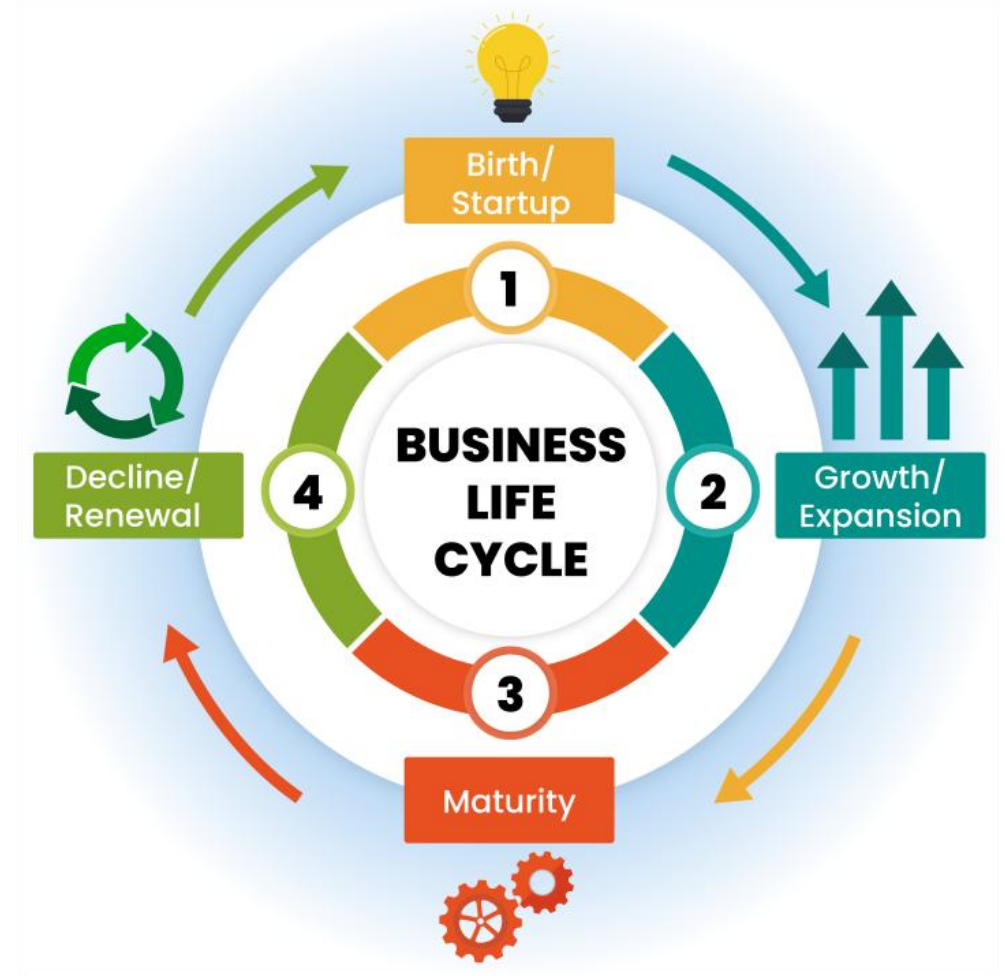 Birth/
Startup
1
BUSINESS
LIFE
CYCLE
2
Growth/
Expansion
3
Maturity
4
Decline/
Renewal